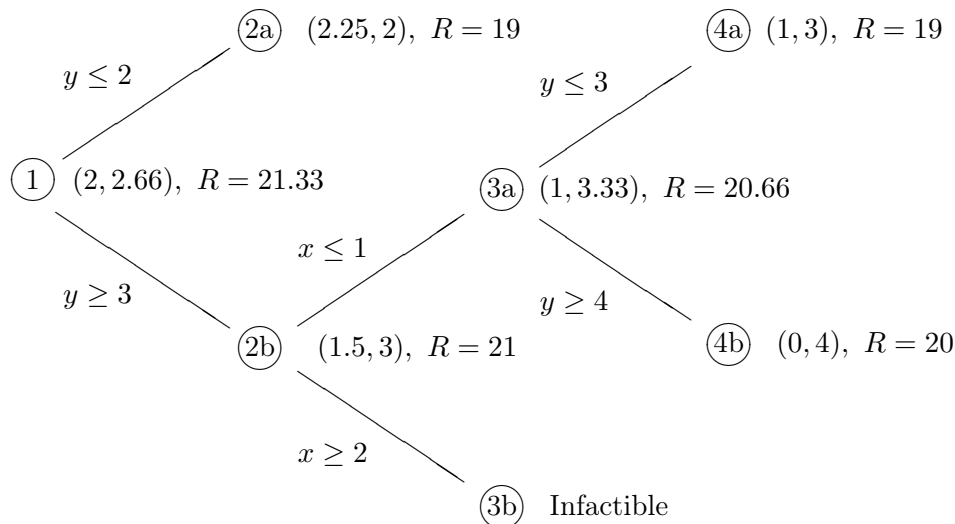 2a (2.25, 2), R = 19
4a (1, 3), R = 19
y ≤ 2
y ≤ 3
1 (2, 2.66), R = 21.33
3a (1, 3.33), R = 20.66
x ≤ 1
y ≥ 3
y ≥ 4
2b (1.5, 3), R = 21
4b (0, 4), R = 20
x ≥ 2
3b Infactible